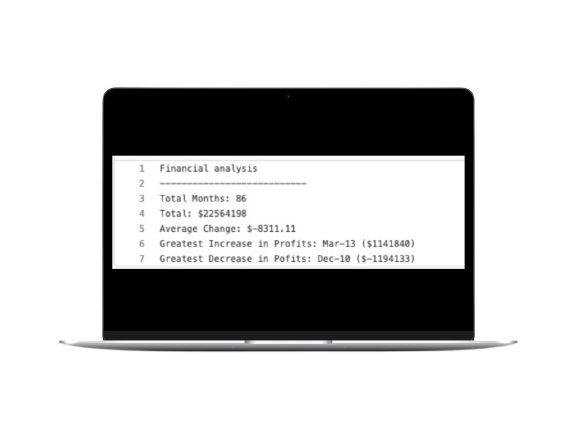 1 Financial analysis
2 ----------------------------
3 Total Months: 86
4 Total: $22564198
5 Average Change: $-8311.11
6 Greatest Increase in Profits: Mar-13 ($1141840)
7 Greatest Decrease in Pofits: Dec-10 ($-1194133)